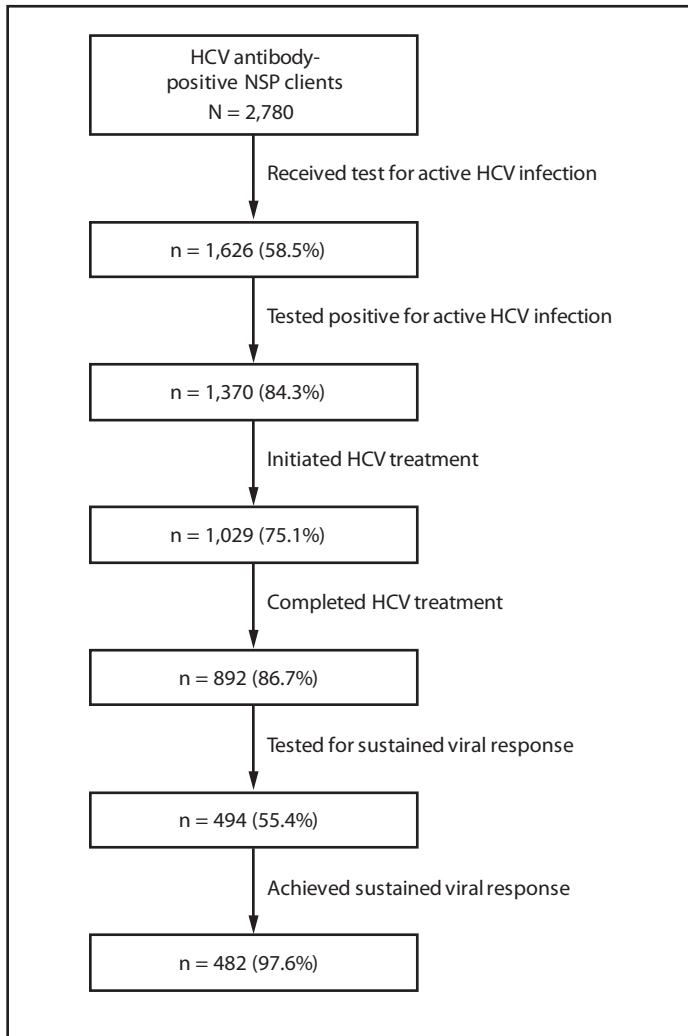 HCV antibody-
positive NSP clients
N = 2,780
Received test for active HCV infection
n = 1,626 (58.5%)
Tested positive for active HCV infection
n = 1,370 (84.3%)
Initiated HCV treatment
n = 1,029 (75.1%)
Completed HCV treatment
n = 892 (86.7%)
Tested for sustained viral response
n = 494 (55.4%)
Achieved sustained viral response
n = 482 (97.6%)